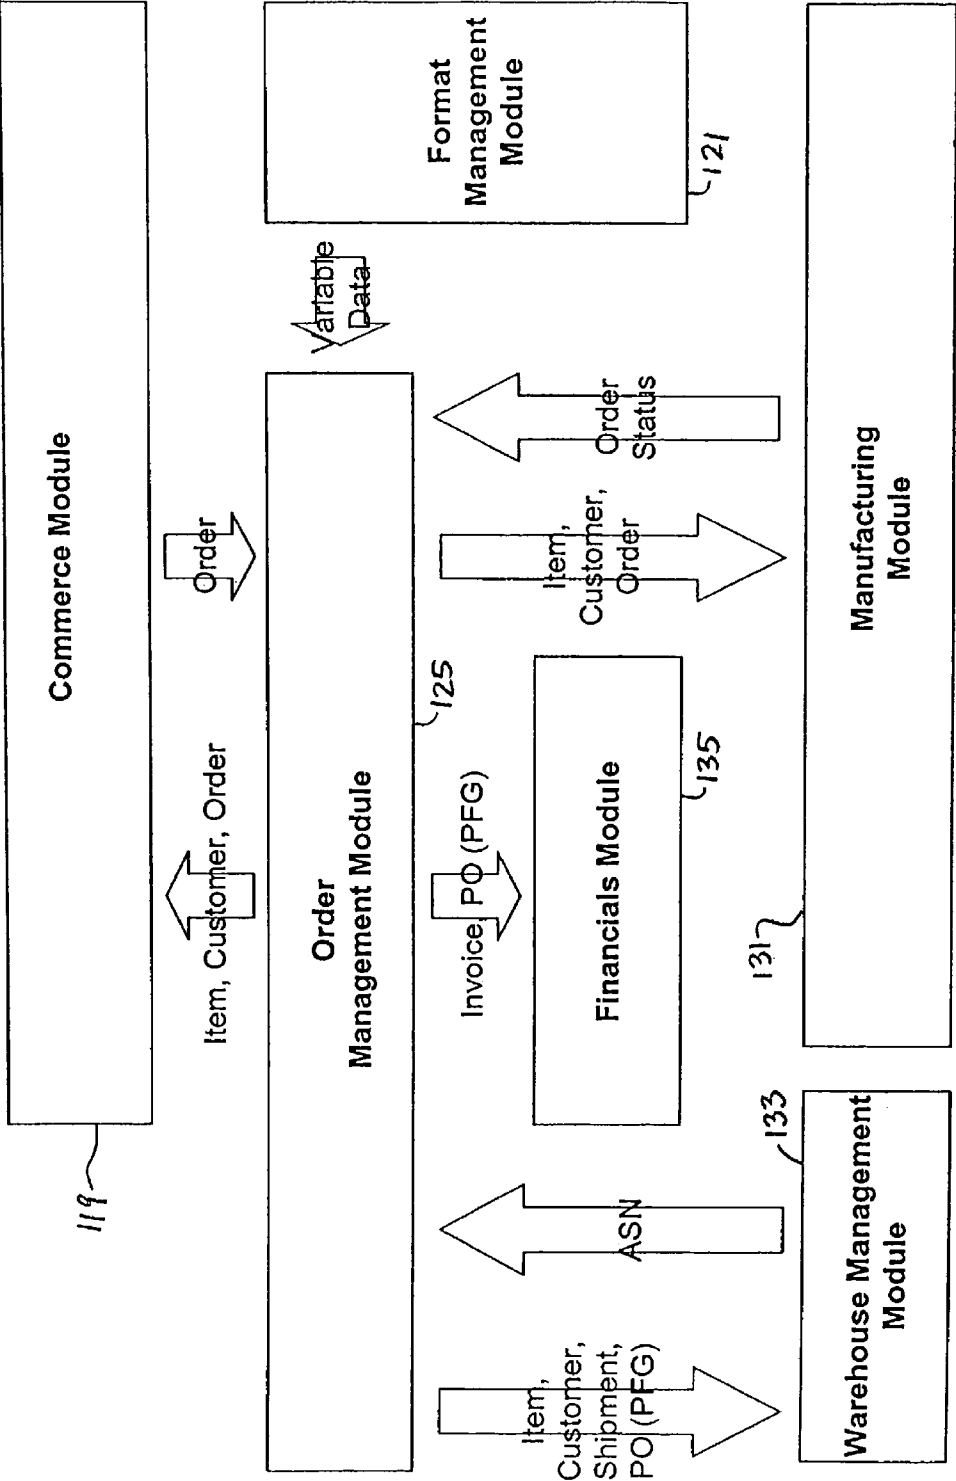 Commerce Module
119
Item, Customer, Order
Order
Order
Management Module
125
Variable
Data
Format
Management
Module
121
Item,
Customer,
Shipment,
PO (PFG)
ASN
Invoice, PO (PFG)
Item,
Customer,
Order
Order
Status
Financials Module
135
Warehouse Management
Module
133
Manufacturing
Module
131